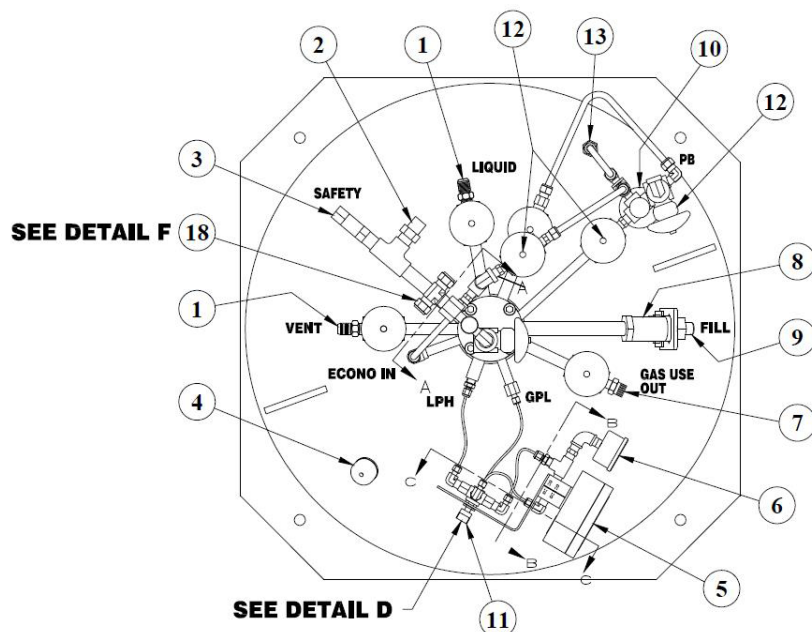 2
1
12
13
10
12
3
SAFETY
LIQUID
PB
SEE DETAIL F
18
8
A
1
VENT
FILL
9
ECONO IN
A
LPH
GPL
GAS USE
OUT
7
4
B
C
6
B
C
5
SEE DETAIL D
11